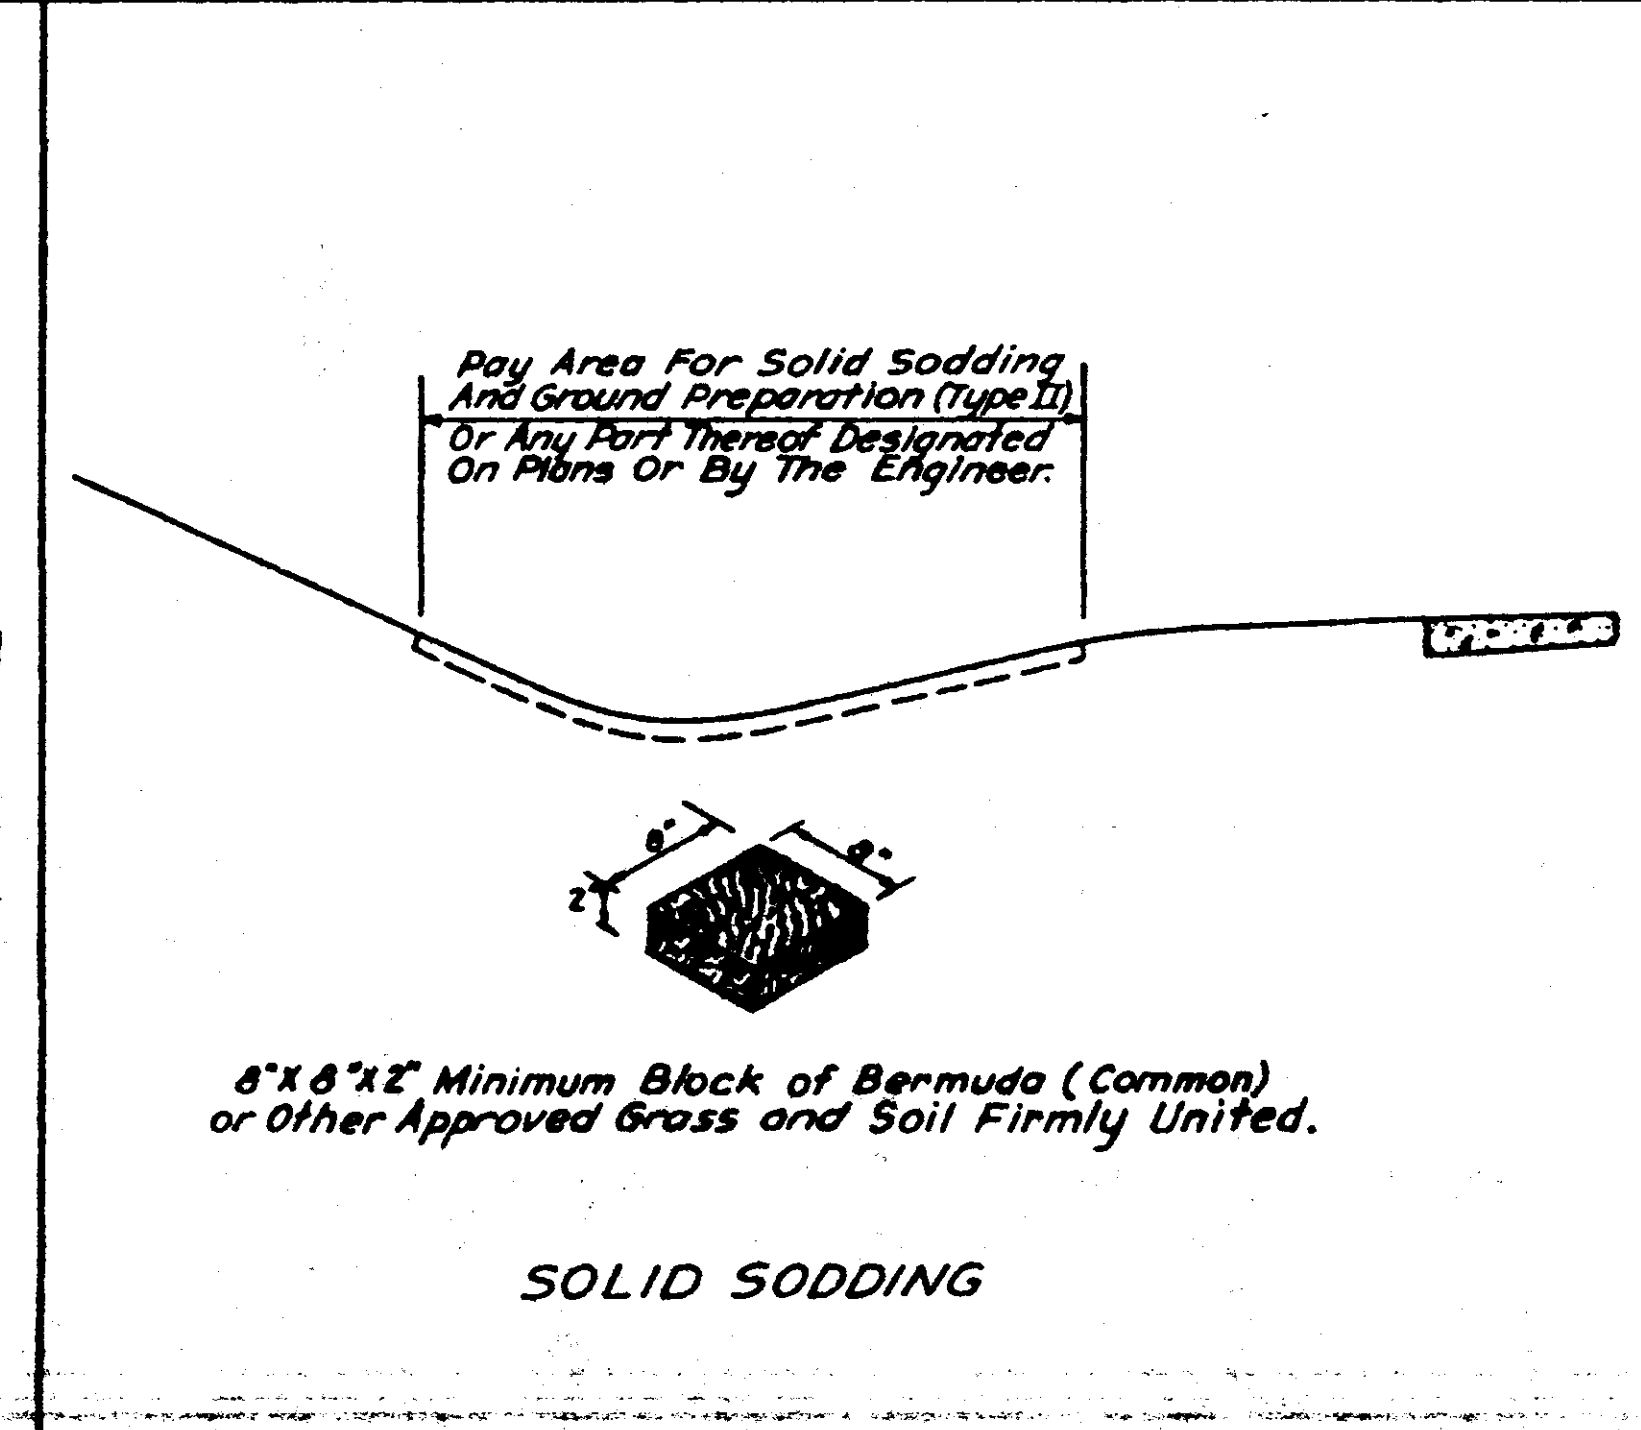 Pay Area For Solid Sodding
And Ground Preparation (Type II)
Or Any Part Thereof Designated
On Plans Or By The Engineer.
8"
8"
2
8"X 8"X 2" Minimum Block of Bermuda (Common)
or Other Approved Grass and Soil Firmly United.
SOLID SODDING